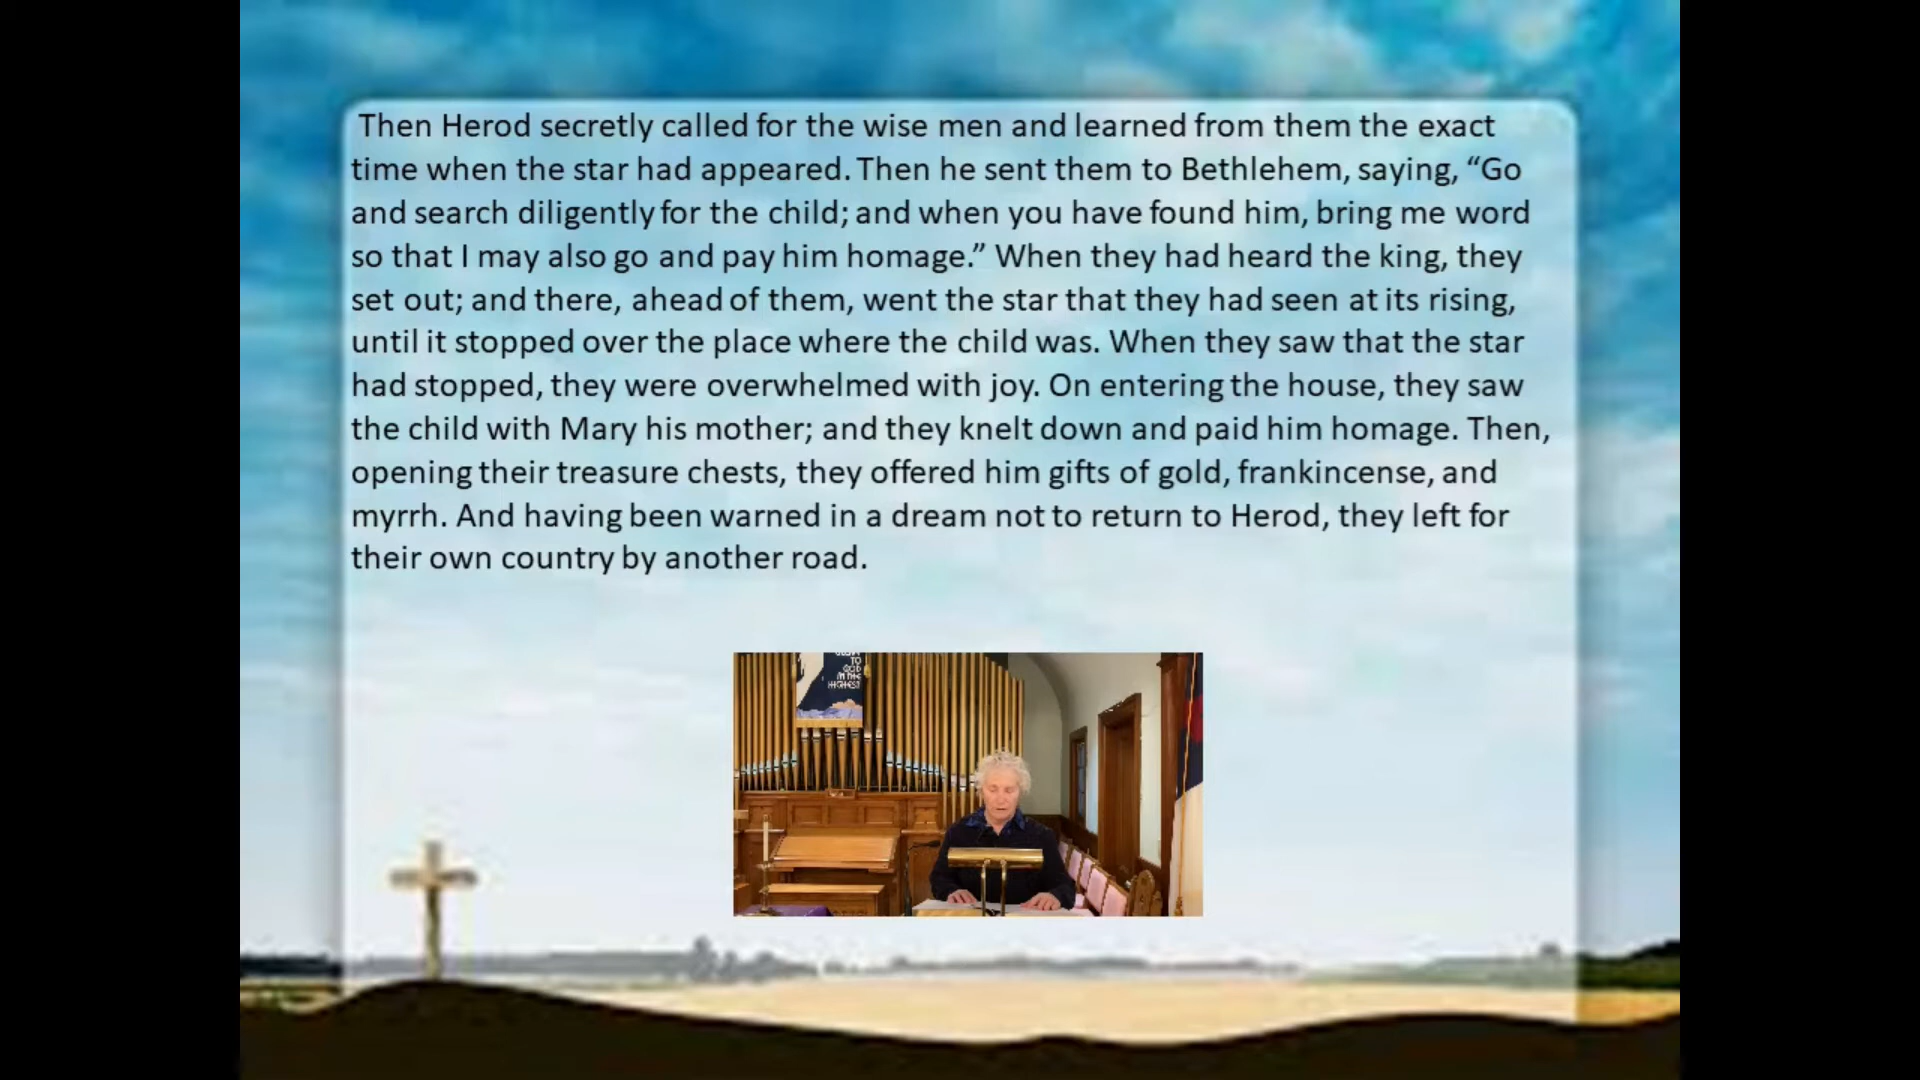 Then Herod secretly called for the wise men and learned from them the exact
time when the star had appeared. Then he sent them to Bethlehem, saying, “Go
and search diligently for the child; and when you have found him, bring me word
so that I may also go and pay him homage.” When they had heard the king, they
set out; and there, ahead of them, went the star that they had seen at its rising,
until it stopped over the place where the child was. When they saw that the star
had stopped, they were overwhelmed with joy. On entering the house, they saw
the child with Mary his mother; and they knelt down and paid him homage. Then,
opening their treasure chests, they offered him gifts of gold, frankincense, and
myrrh. And having been warned in a dream not to return to Herod, they left for
their own country by another road.
TO
GOD
IN THE
HIGHEST